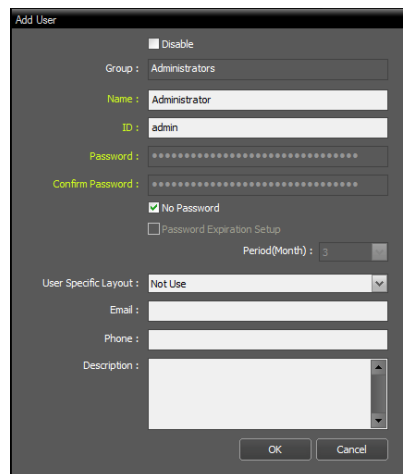 Add User
Disable
Group : Administrators
Name : Administrator
ID : admin
Password : ••••••••••••••••••••••••••••••••
Confirm Password : ••••••••••••••••••••••••••••••••
No Password
Password Expiration Setup
Period(Month) : 3
User Specific Layout : Not Use
Email :
Phone :
Description :
OK Cancel